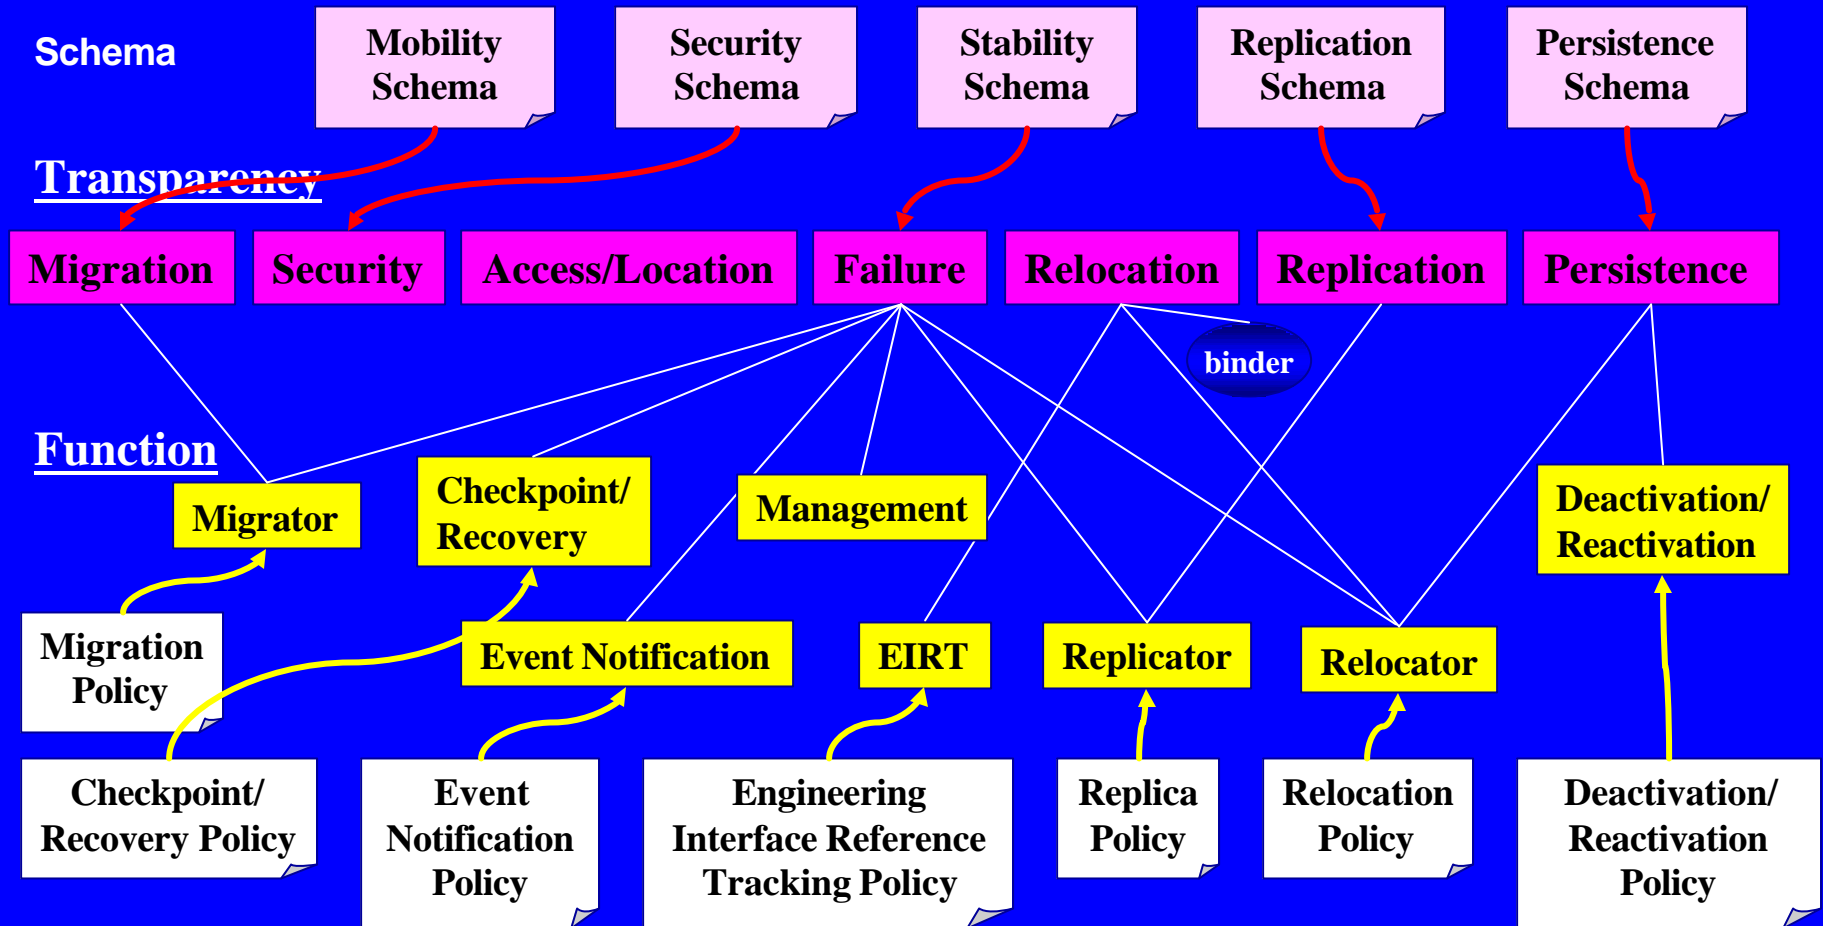 Schema
Mobility
Schema
Security
Schema
Stability
Schema
Replication
Schema
Persistence
Schema
Transparency
Migration
Security
Access/Location
Failure
Relocation
Replication
Persistence
binder
Function
Migrator
Checkpoint/
Recovery
Management
Deactivation/
Reactivation
Migration
Policy
Event Notification
EIRT
Replicator
Relocator
Checkpoint/
Recovery Policy
Event
Notification
Policy
Engineering
Interface Reference
Tracking Policy
Replica
Policy
Relocation
Policy
Deactivation/
Reactivation
Policy